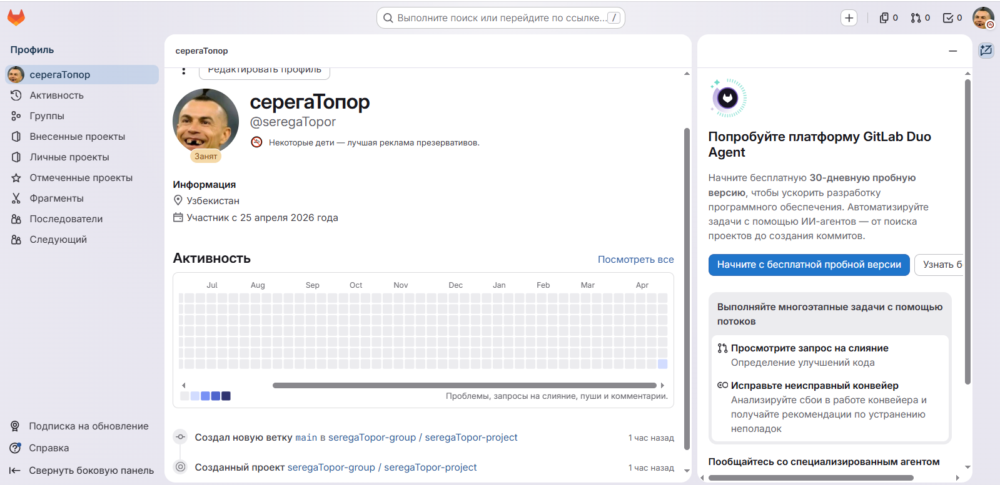 Выполните поиск или перейдите по ссылке... /
0
0
0
Профиль
серегаТопор
Активность
Группы
Внесенные проекты
Личные проекты
Отмеченные проекты
Фрагменты
Последователи
Следующий
Подписка на обновление
Справка
Свернуть боковую панель
серегаТопор
Редактировать профиль
серегаТопор
@seregaTopor
Некоторые дети — лучшая реклама презервативов.
Занят
Информация
Узбекистан
Участник с 25 апреля 2026 года
Активность
Посмотреть все
Jul Aug Sep Oct Nov Dec Jan Feb Mar Apr
Проблемы, запросы на слияние, пуши и комментарии.
Создал новую ветку main в seregaTopor-group / seregaTopor-project
1 час назад
Созданный проект seregaTopor-group / seregaTopor-project
1 час назад
Попробуйте платформу GitLab Duo
Agent
Начните бесплатную 30-дневную пробную
версию, чтобы ускорить разработку
программного обеспечения. Автоматизируйте
задачи с помощью ИИ-агентов — от поиска
проектов до создания коммитов.
Начните с бесплатной пробной версии
Узнать б
Выполняйте многоэтапные задачи с помощью
потоков
Просмотрите запрос на слияние
Определение улучшений кода
Исправьте неисправный конвейер
Анализируйте сбои в работе конвейера и
получайте рекомендации по устранению
неполадок
Пообщайтесь со специализированным агентом